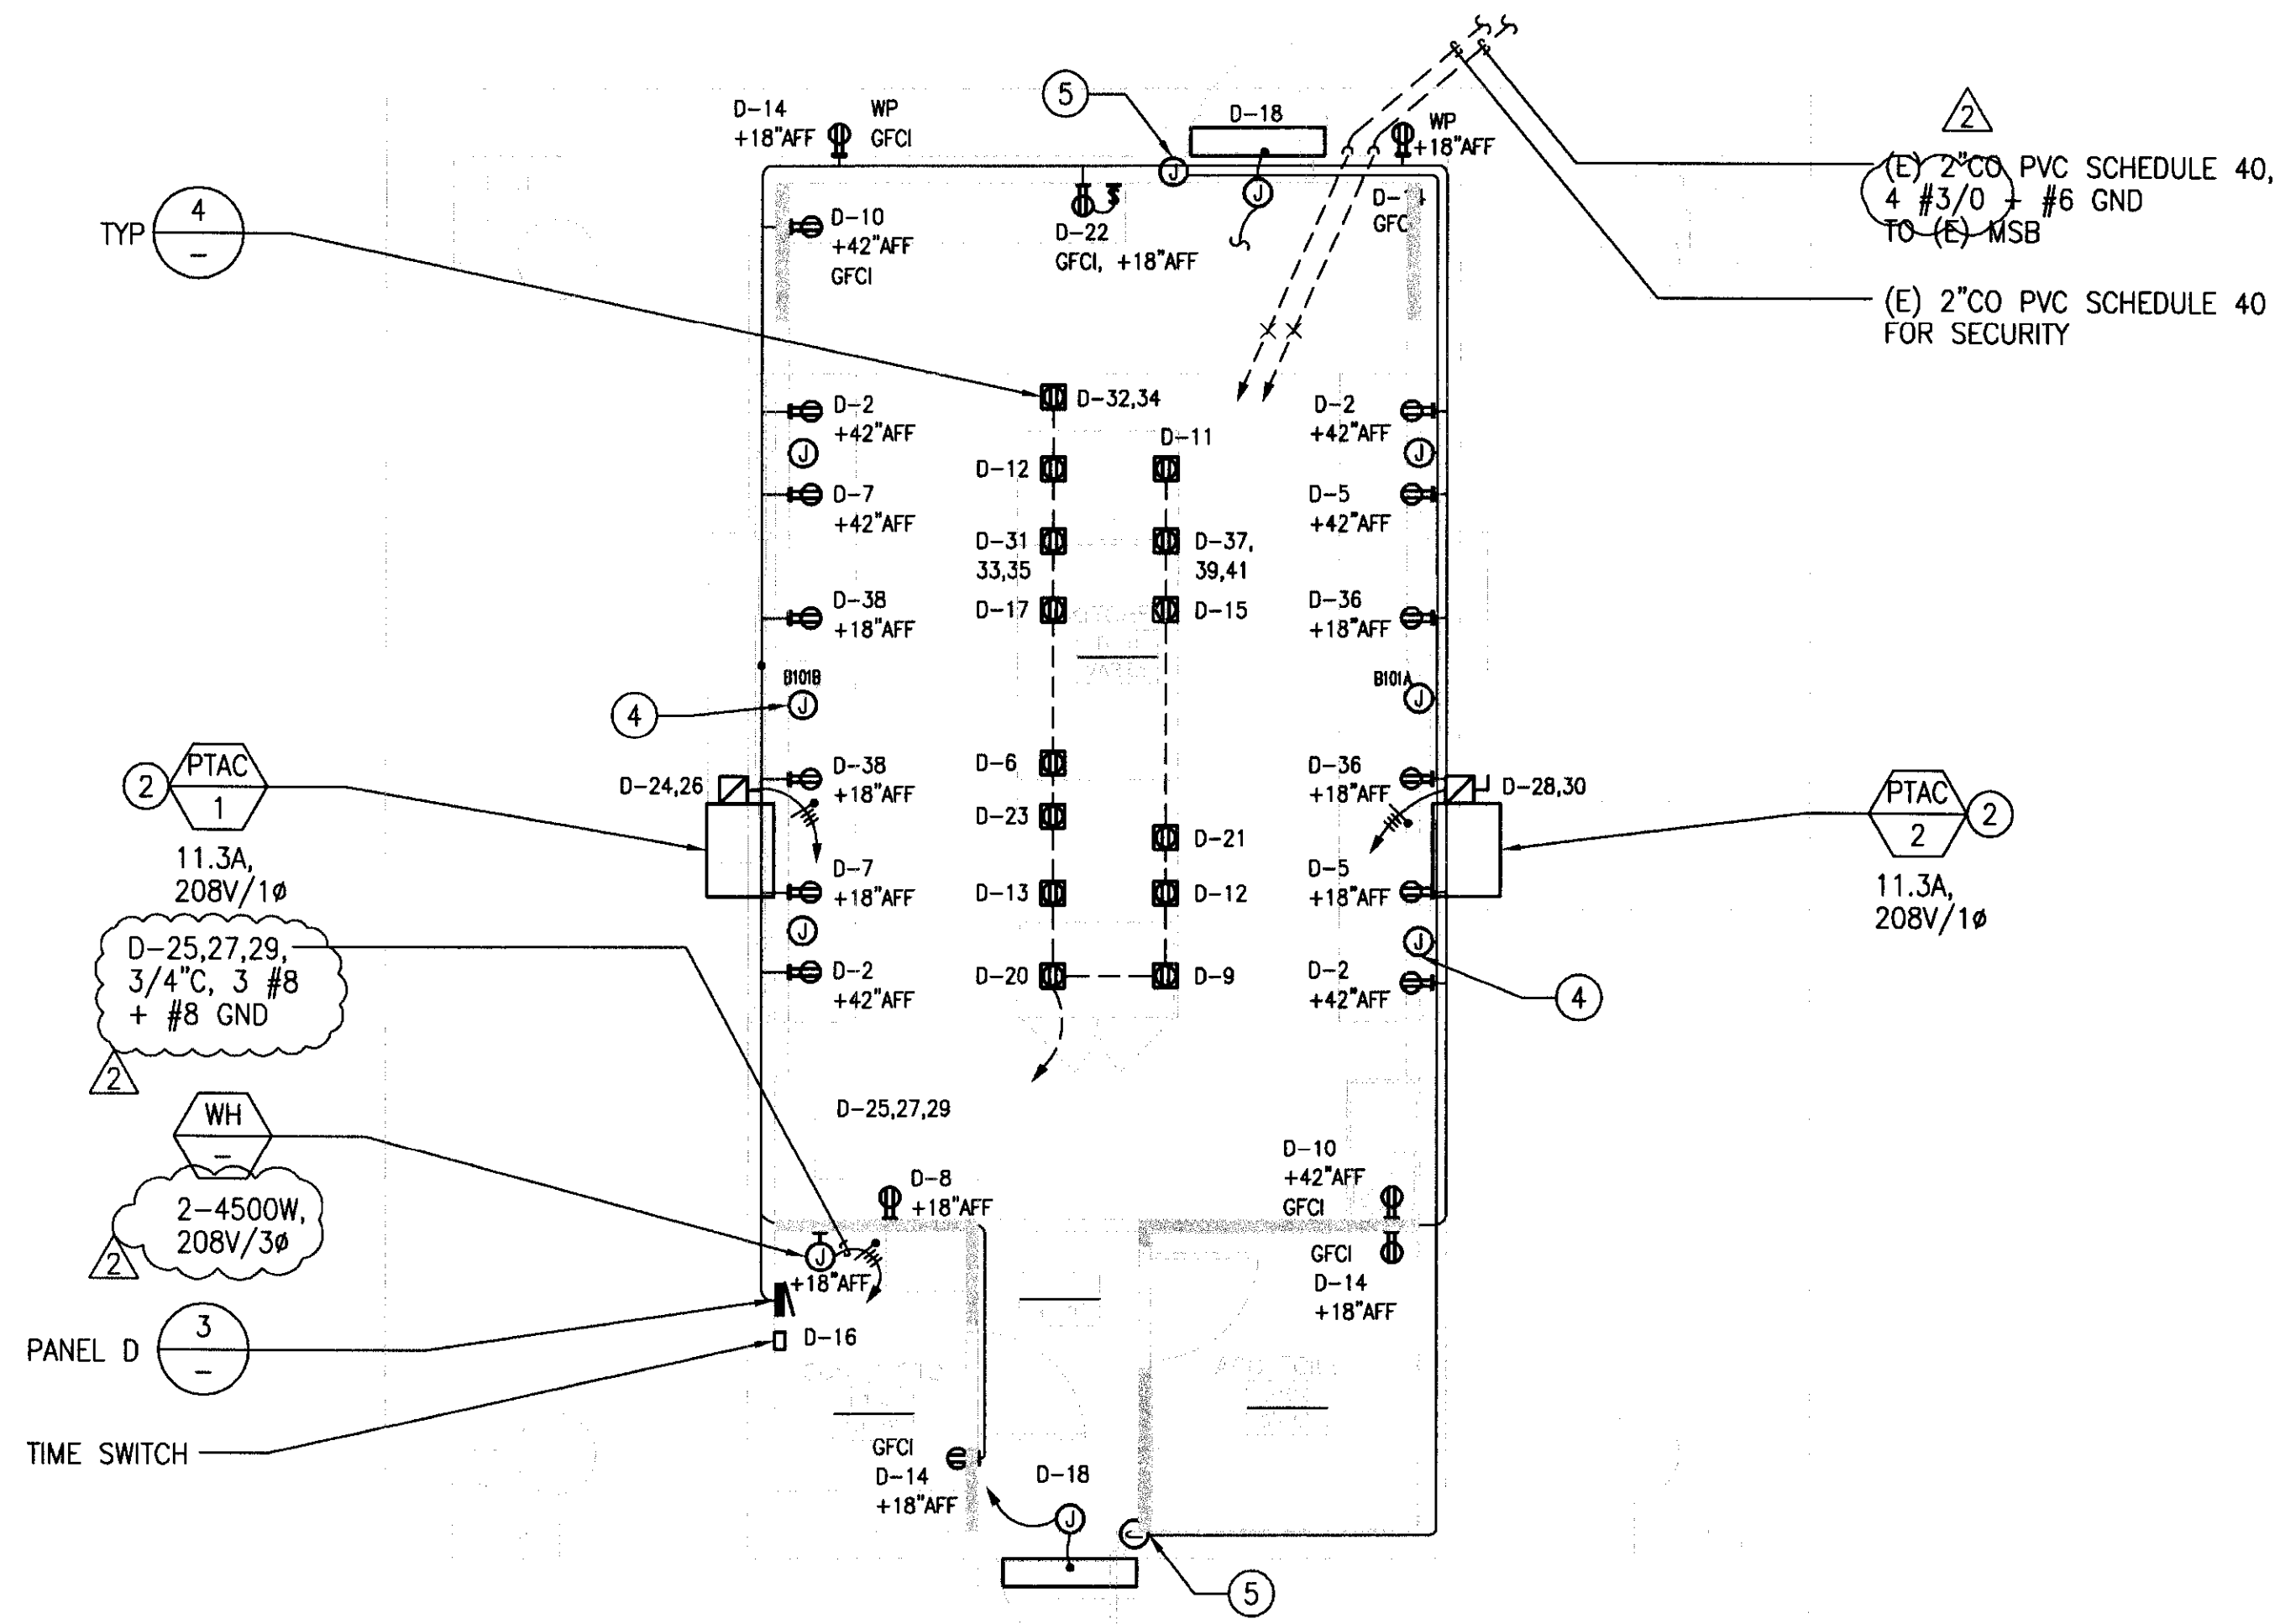 5
D-14
+18"AFF
WP
GFCI
D-18
WP
+18"AFF
2
(E) 2"CO PVC SCHEDULE 40,
4 #3/0 + #6 GND
TO (E) MSB
(E) 2"CO PVC SCHEDULE 40
FOR SECURITY
TYP
4
-
D-10
+42"AFF
GFCI
D-22
GFCI, +18"AFF
J
J
D-32,34
D-2
+42"AFF
J
D-12
D-11
D-2
+42"AFF
J
D-7
+42"AFF
D-31
33,35
D-37,
39,41
D-5
+42"AFF
D-38
+18"AFF
D-17
D-15
D-36
+18"AFF
B101B
J
4
B101A
J
2
PTAC
1
11.3A,
208V/1ø
D-24,26
D-38
+18"AFF
D-6
D-36
+18"AFF
D-28,30
PTAC
2
2
11.3A,
208V/1ø
D-23
D-21
D-7
+18"AFF
D-13
D-12
D-5
+18"AFF
J
J
D-25,27,29,
3/4"C, 3 #8
+ #8 GND
2
D-2
+42"AFF
D-20
D-9
D-2
+42"AFF
4
D-25,27,29
WH
-
2-4500W,
208V/3ø
2
D-8
+18"AFF
J
+18"AFF
D-10
+42"AFF
GFCI
GFCI
D-14
+18"AFF
PANEL D
3
-
D-16
TIME SWITCH
GFCI
D-14
+18"AFF
D-18
J
5